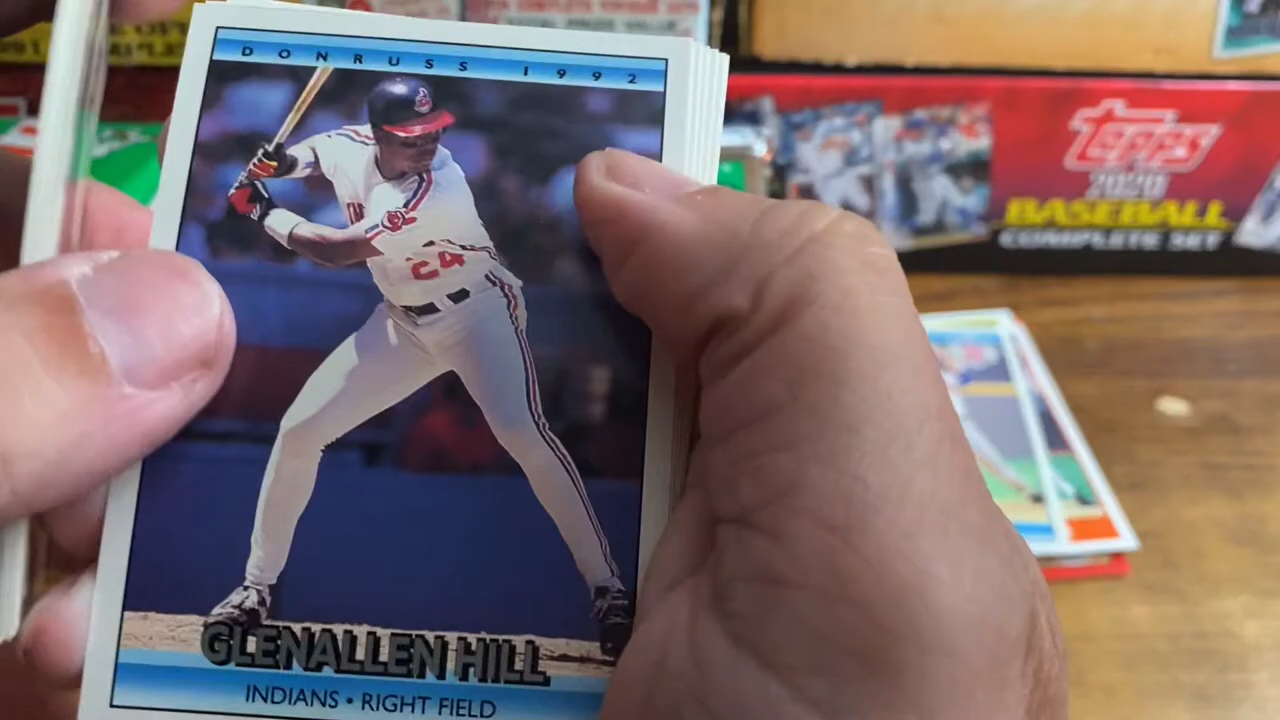 DONRUSS 1992
24
GLENALLEN HILL
INDIANS • RIGHT FIELD
Topps
2020
BASEBALL
COMPLETE SET